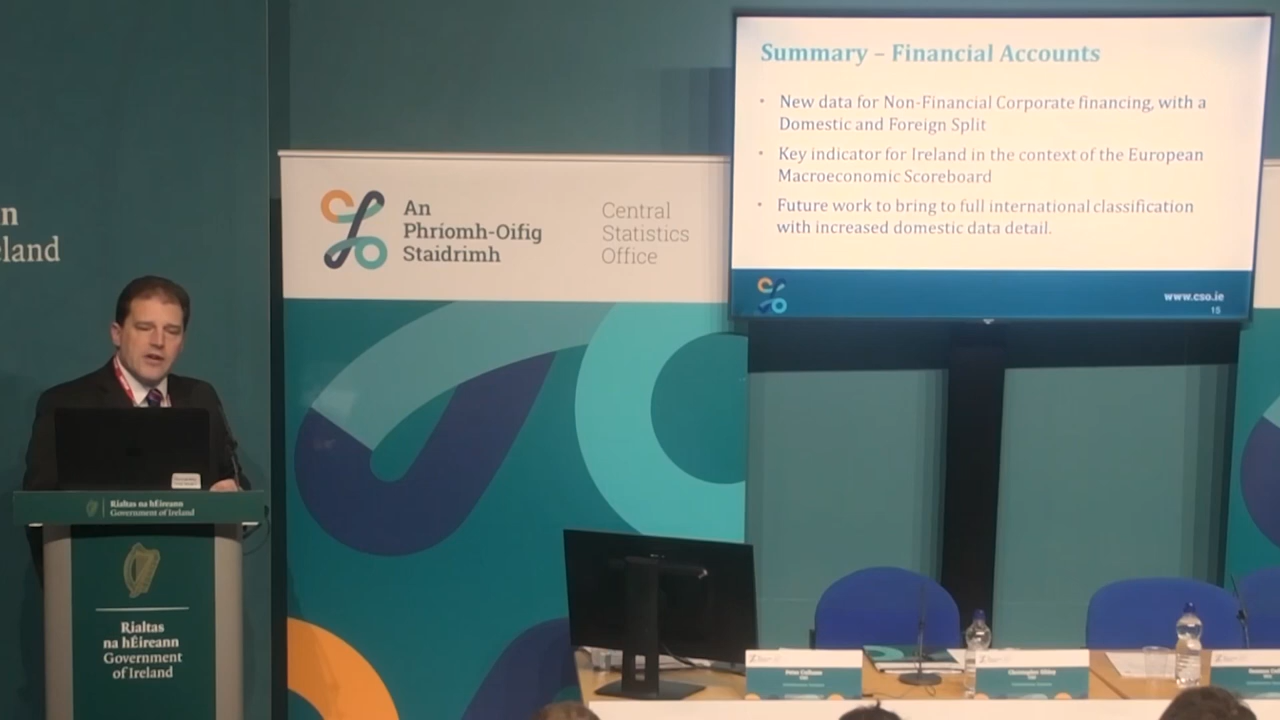 n
eland
An
Phríomh-Oifig
Staidrimh
Central
Statistics
Office
Summary – Financial Accounts
• New data for Non-Financial Corporate financing, with a
Domestic and Foreign Split
• Key indicator for Ireland in the context of the European
Macroeconomic Scoreboard
• Future work to bring to full international classification
with increased domestic data detail.
www.cso.ie
15
Rialtas na hÉireann
Government of Ireland
Rialtas
na hÉireann
Government
of Ireland